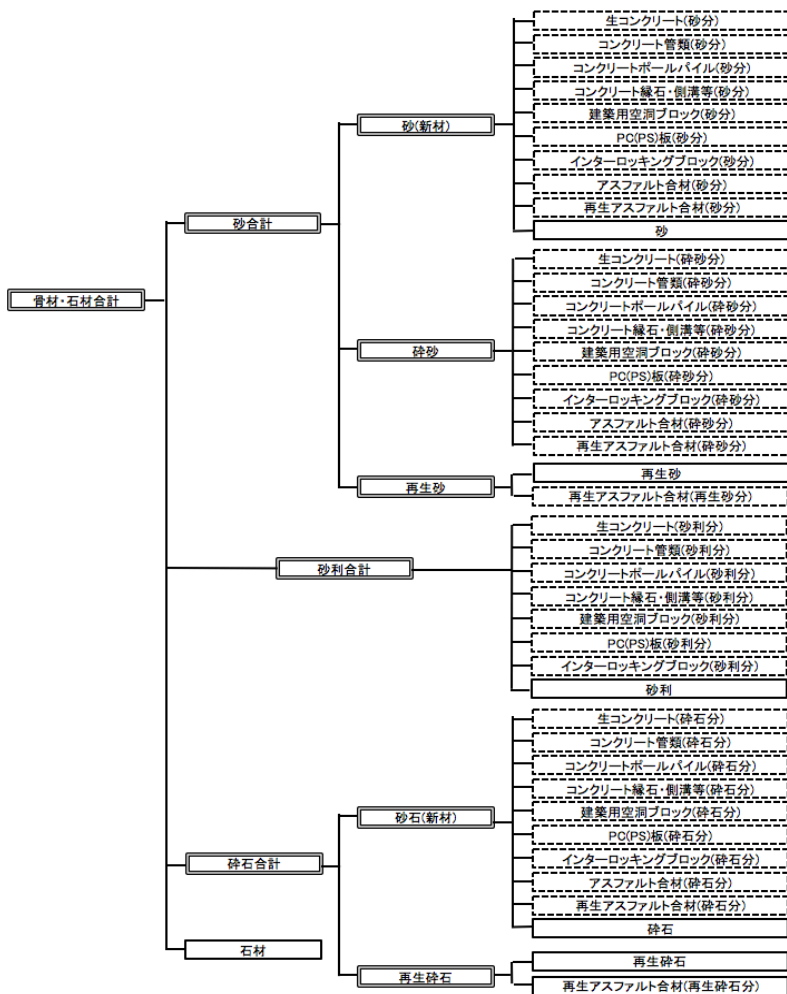 骨材・石材合計
砂合計
砂(新材)
生コンクリート(砂分)
コンクリート管類(砂分)
コンクリートポールパイル(砂分)
コンクリート縁石・側溝等(砂分)
建築用空洞ブロック(砂分)
PC(PS)板(砂分)
インターロッキングブロック(砂分)
アスファルト合材(砂分)
再生アスファルト合材(砂分)
砂
砕砂
生コンクリート(砕砂分)
コンクリート管類(砕砂分)
コンクリートポールパイル(砕砂分)
コンクリート縁石・側溝等(砕砂分)
建築用空洞ブロック(砕砂分)
PC(PS)板(砕砂分)
インターロッキングブロック(砕砂分)
アスファルト合材(砕砂分)
再生アスファルト合材(砕砂分)
再生砂
再生砂
再生アスファルト合材(再生砂分)
砂利合計
生コンクリート(砂利分)
コンクリート管類(砂利分)
コンクリートポールパイル(砂利分)
コンクリート縁石・側溝等(砂利分)
建築用空洞ブロック(砂利分)
PC(PS)板(砂利分)
インターロッキングブロック(砂利分)
砂利
砕石合計
砂石(新材)
生コンクリート(砕石分)
コンクリート管類(砕石分)
コンクリートポールパイル(砕石分)
コンクリート縁石・側溝等(砕石分)
建築用空洞ブロック(砕石分)
PC(PS)板(砕石分)
インターロッキングブロック(砕石分)
アスファルト合材(砕石分)
再生アスファルト合材(砕石分)
砕石
再生砕石
再生砕石
再生アスファルト合材(再生砕石分)
石材